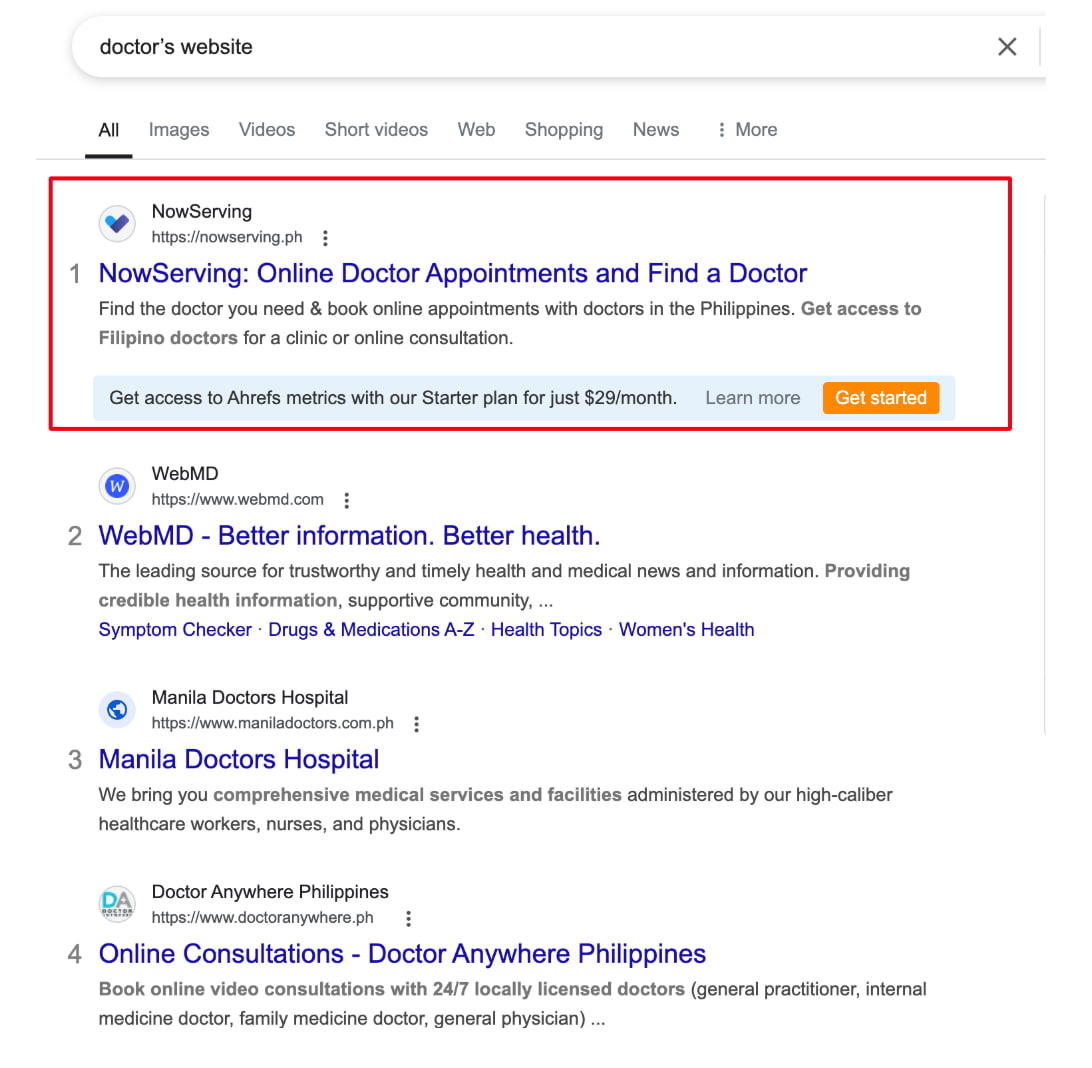 doctor’s website
All Images Videos Short videos Web Shopping News More
NowServing
https://nowserving.ph
1 NowServing: Online Doctor Appointments and Find a Doctor
Find the doctor you need & book online appointments with doctors in the Philippines. Get access to
Filipino doctors for a clinic or online consultation.
Get access to Ahrefs metrics with our Starter plan for just $29/month. Learn more Get started
W
WebMD
https://www.webmd.com
2 WebMD - Better information. Better health.
The leading source for trustworthy and timely health and medical news and information. Providing
credible health information, supportive community, ...
Symptom Checker · Drugs & Medications A-Z · Health Topics · Women's Health
Manila Doctors Hospital
https://www.maniladoctors.com.ph
3 Manila Doctors Hospital
We bring you comprehensive medical services and facilities administered by our high-caliber
healthcare workers, nurses, and physicians.
DA
DOCTOR
Doctor Anywhere Philippines
https://www.doctoranywhere.ph
4 Online Consultations - Doctor Anywhere Philippines
Book online video consultations with 24/7 locally licensed doctors (general practitioner, internal
medicine doctor, family medicine doctor, general physician) ...